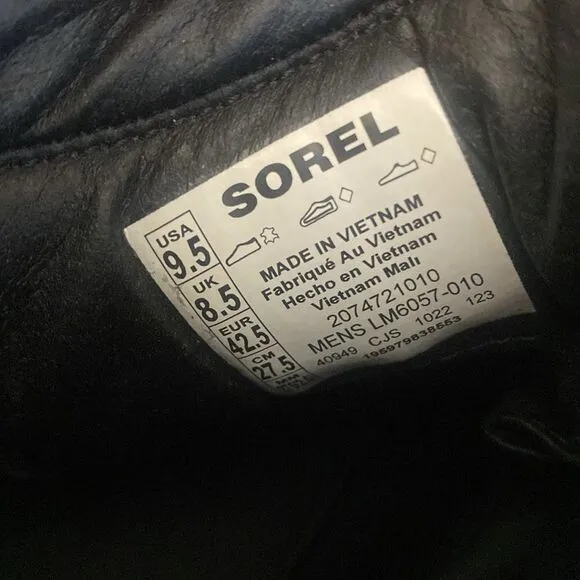 SOREL
USA
9.5
UK
8.5
EUR
42.5
CM
27.5
MADE IN VIETNAM
Fabriqué Au Vietnam
Hecho en Vietnam
Vietnam Malı
2074721010
MENS LM6057-010
40949 CJS 1022 123
195979838553